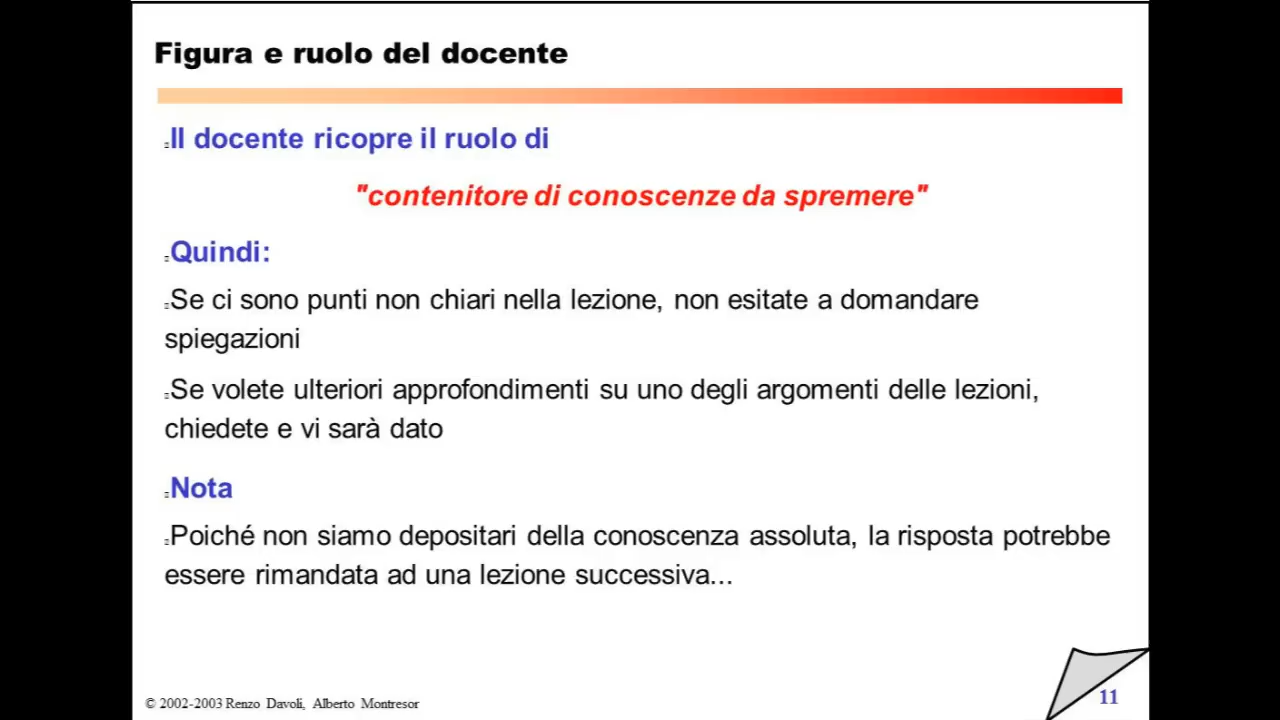 Figura e ruolo del docente
Il docente ricopre il ruolo di
"contenitore di conoscenze da spremere"
Quindi:
Se ci sono punti non chiari nella lezione, non esitate a domandare
spiegazioni
Se volete ulteriori approfondimenti su uno degli argomenti delle lezioni,
chiedete e vi sarà dato
Nota
Poiché non siamo depositari della conoscenza assoluta, la risposta potrebbe
essere rimandata ad una lezione successiva...
© 2002-2003 Renzo Davoli, Alberto Montresor
11